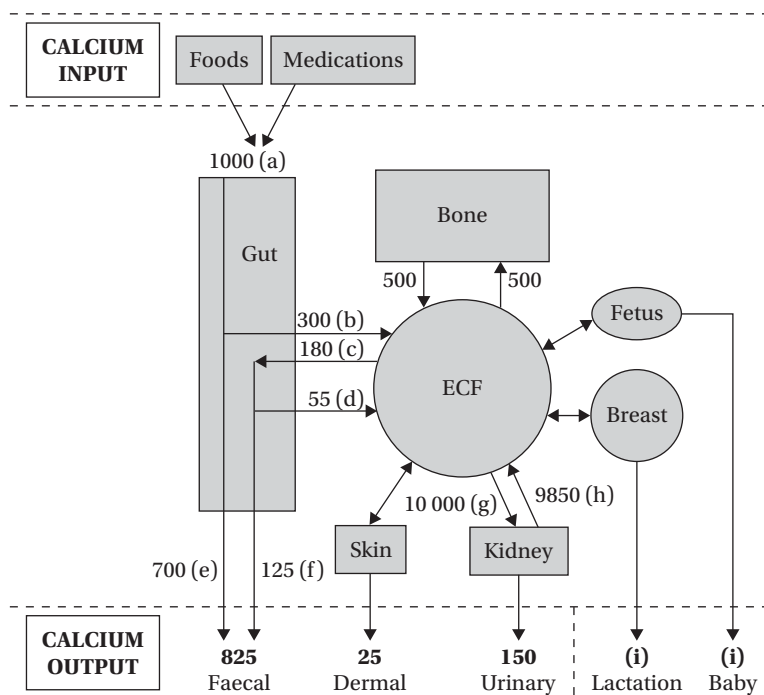 CALCIUM
INPUT
Foods
Medications
1000 (a)
Gut
Bone
500
500
300 (b)
180 (c)
55 (d)
ECF
Fetus
Breast
10 000 (g)
9850 (h)
Skin
Kidney
700 (e)
125 (f)
CALCIUM
OUTPUT
825
Faecal
25
Dermal
150
Urinary
(i)
Lactation
(i)
Baby